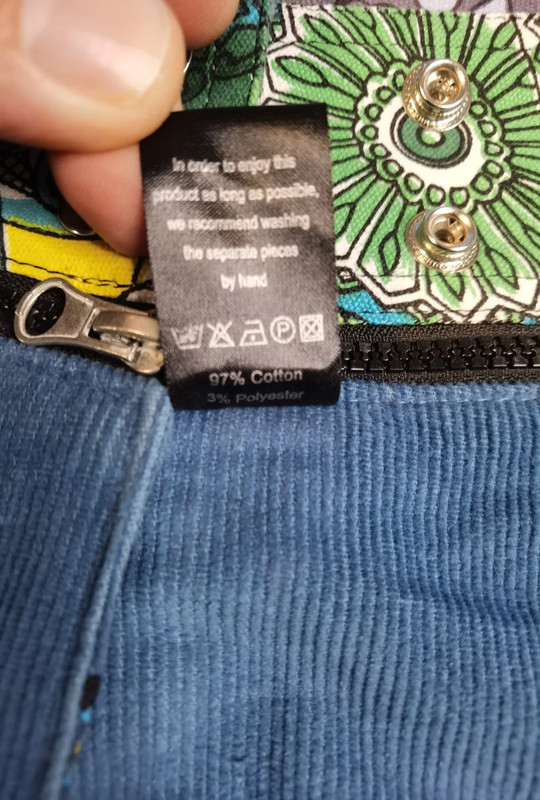 In order to enjoy this
product as long as possible,
we recommend washing
the separate pieces
by hand
P
97% Cotton
3% Polyester